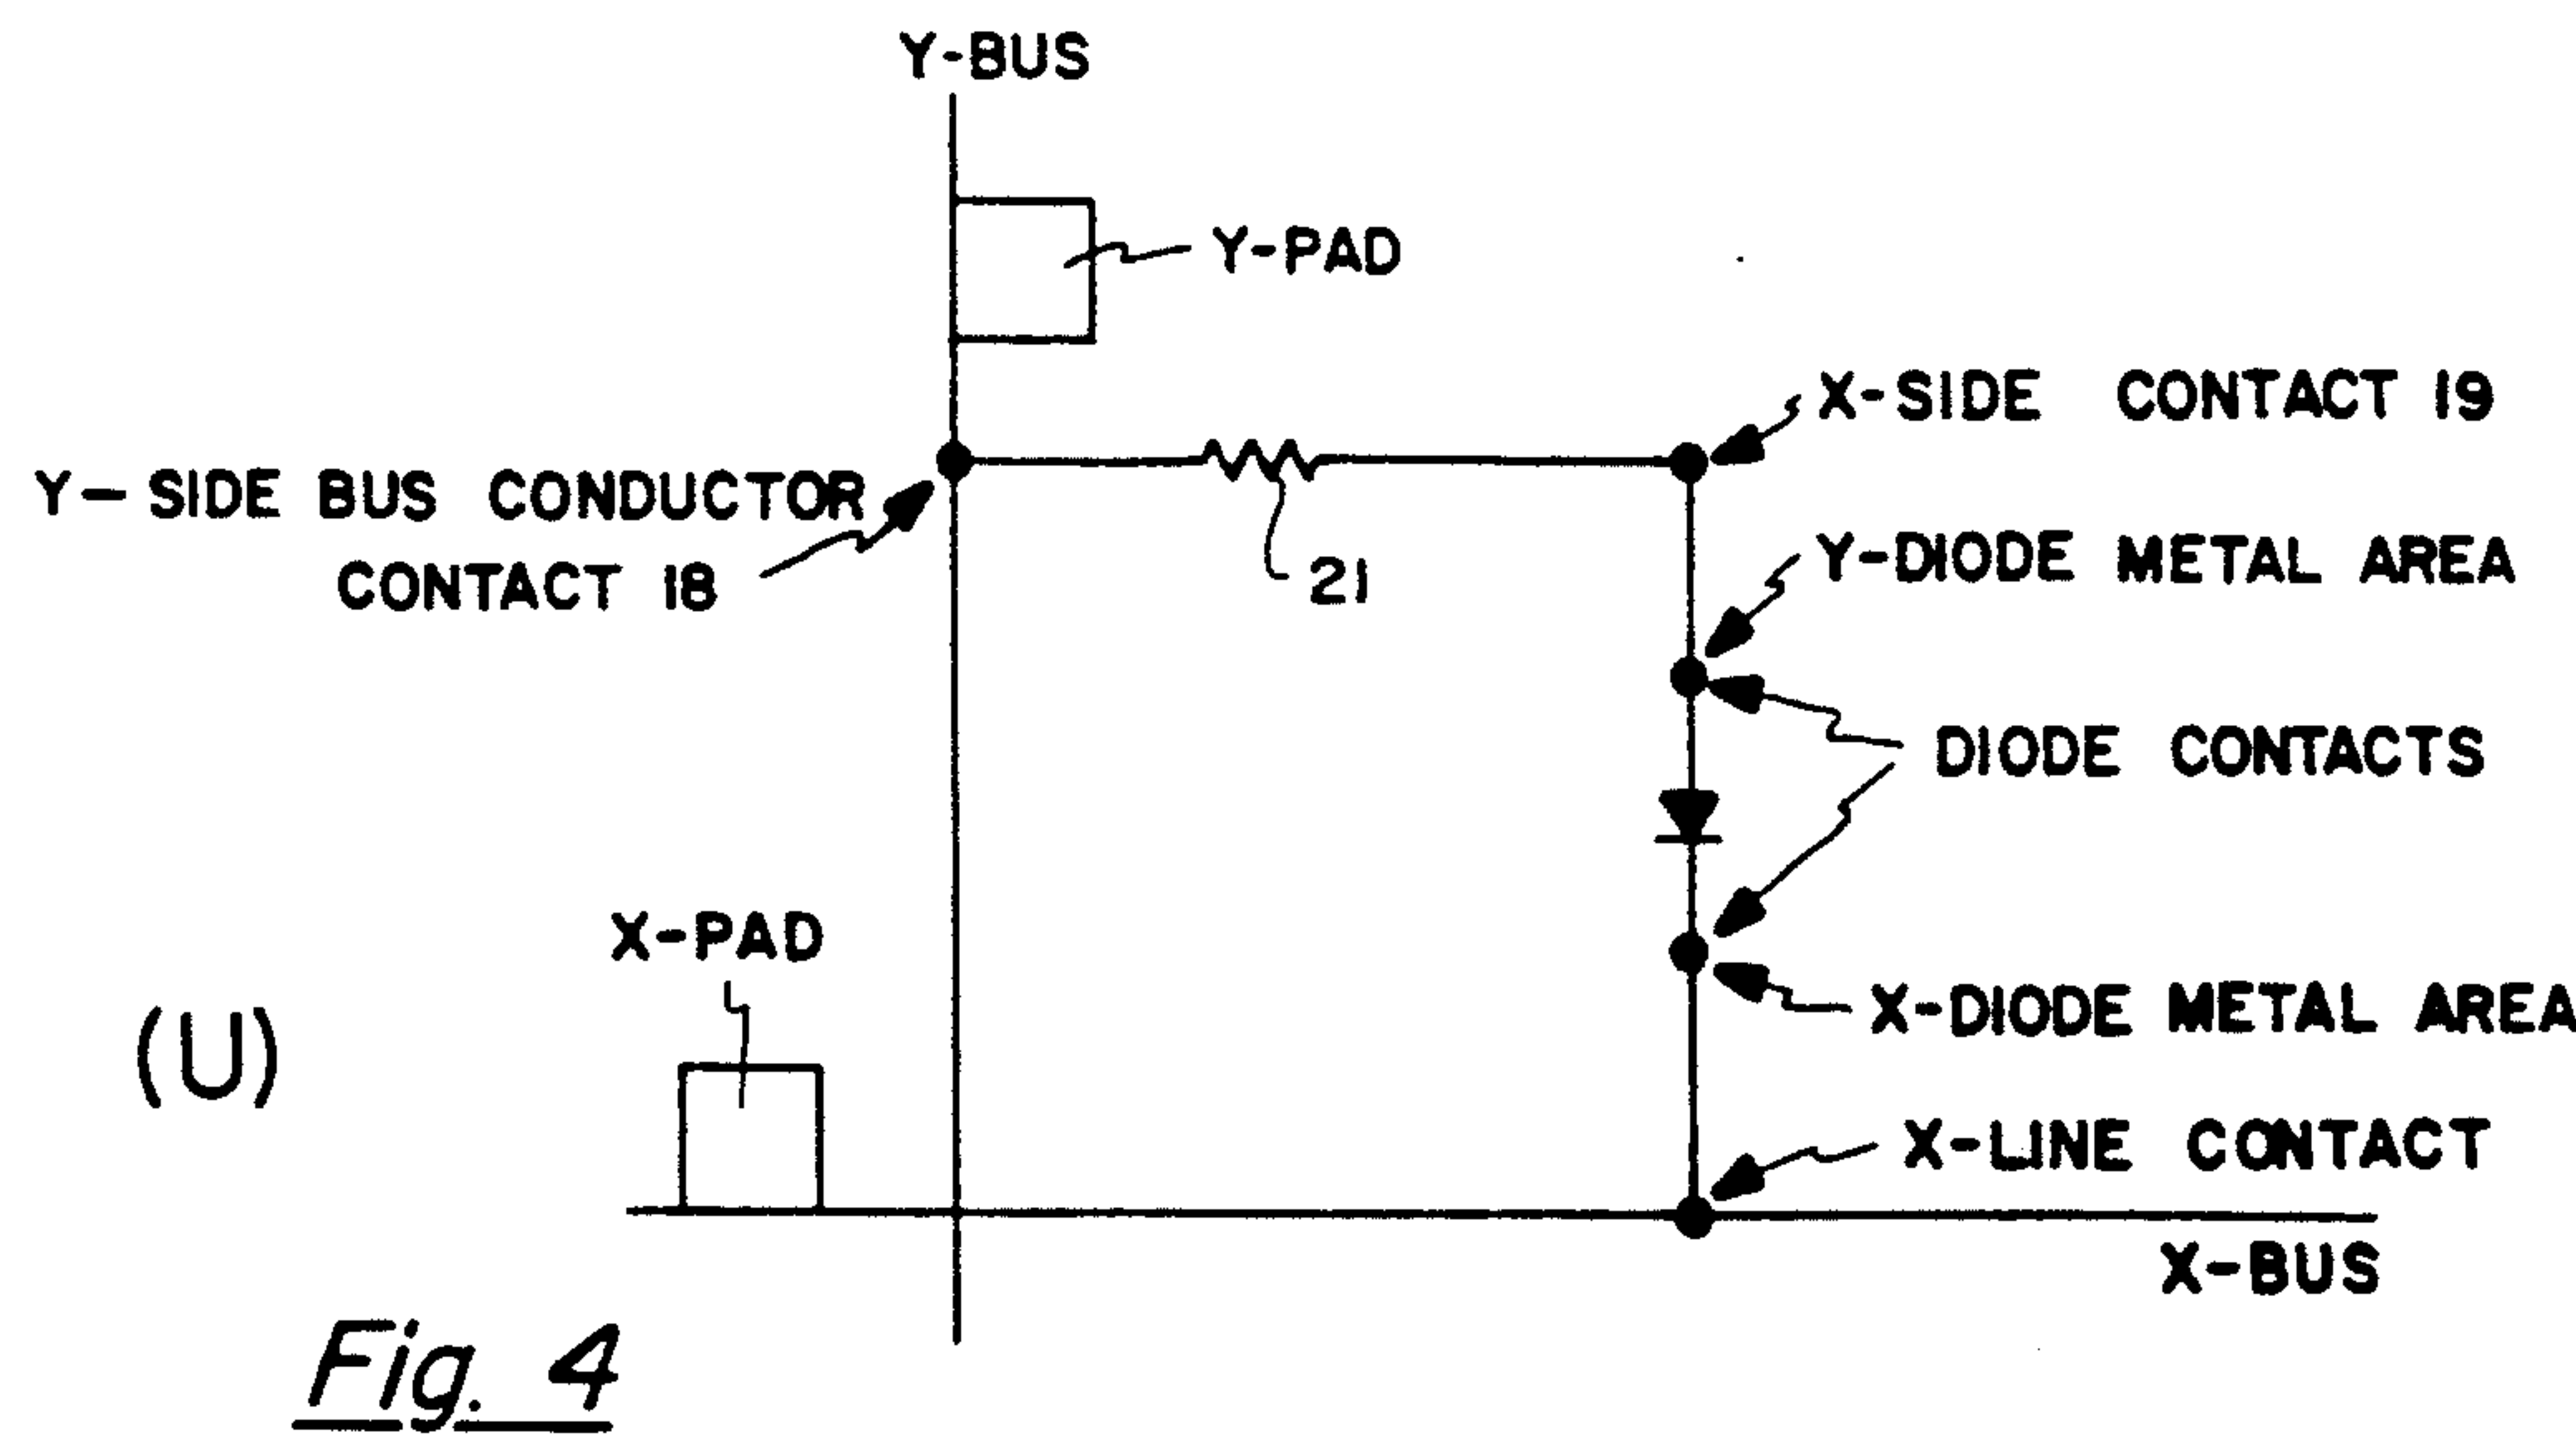 Y-BUS
Y-PAD
X-SIDE CONTACT 19
Y-SIDE BUS CONDUCTOR
CONTACT 18
21
Y-DIODE METAL AREA
DIODE CONTACTS
X-PAD
X-DIODE METAL AREA
(U)
X-LINE CONTACT
X-BUS
Fig. 4